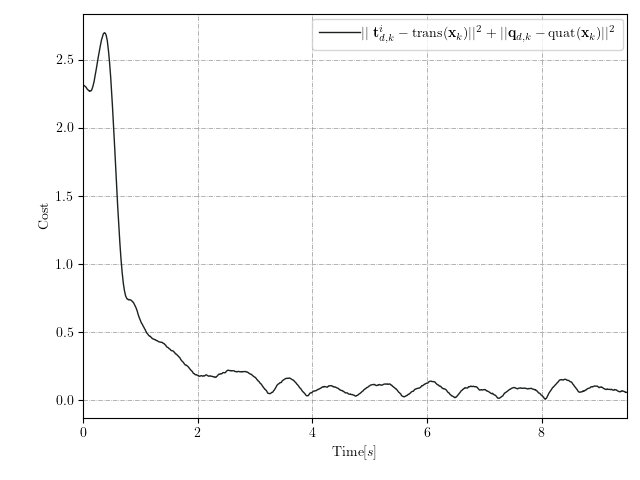 || t^i_{d,k} − trans(x_k)||^2 + ||q_{d,k} − quat(x_k)||^2
2.5
2.0
1.5
1.0
0.5
0.0
Cost
0 2 4 6 8
Time[s]